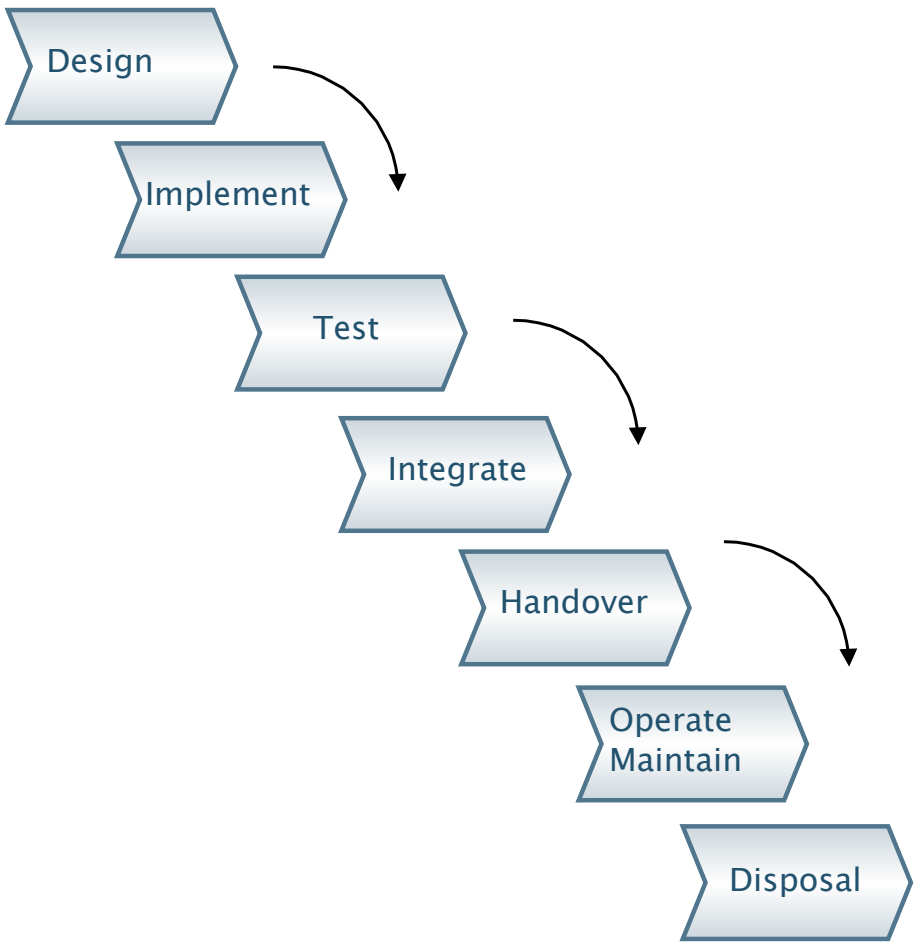 Design
Implement
Test
Integrate
Handover
Operate
Maintain
Disposal